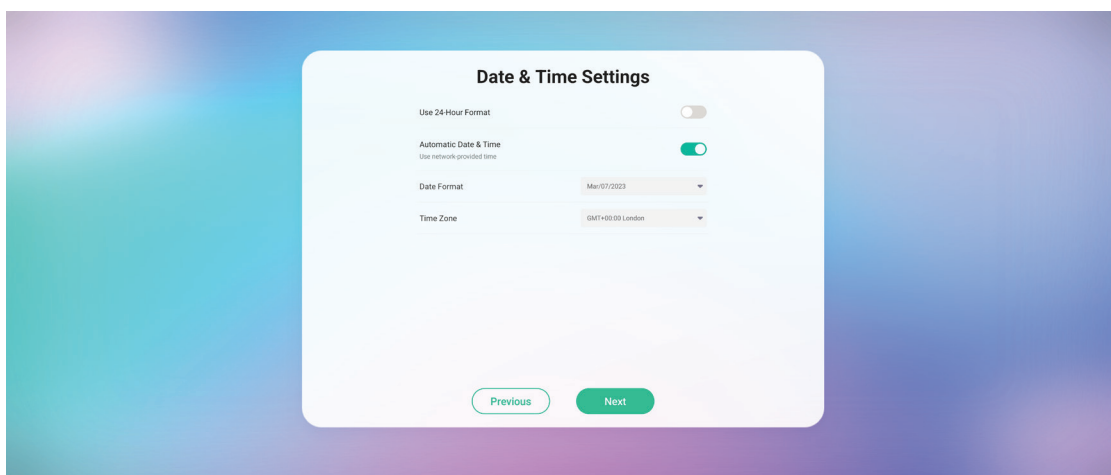 Date & Time Settings
Use 24-Hour Format
Automatic Date & Time
Use network-provided time
Date Format
Mar/07/2023
Time Zone
GMT+00:00 London
Previous
Next